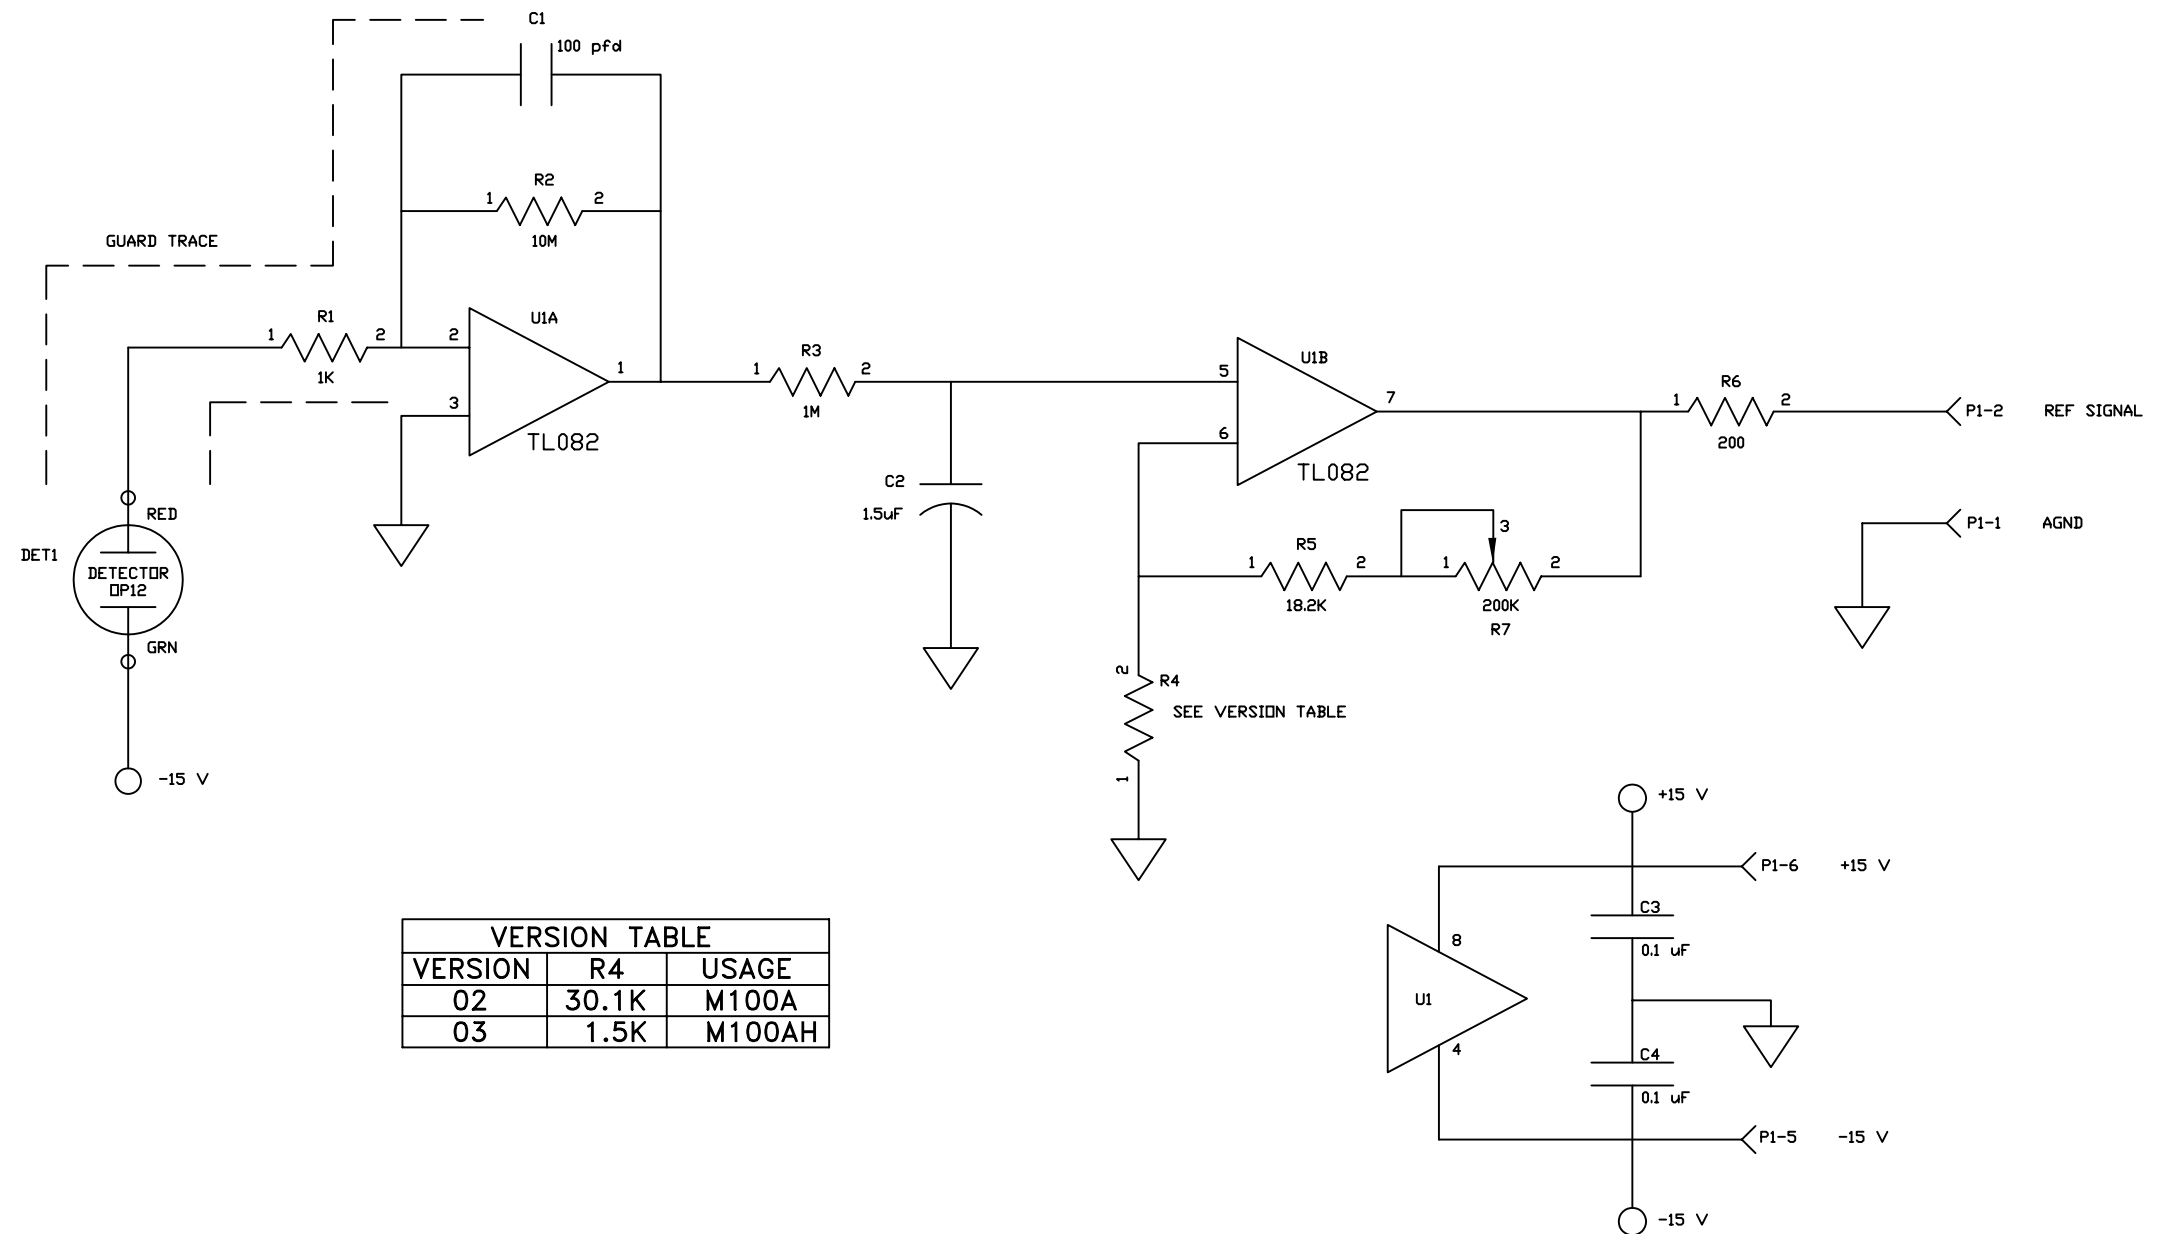 C1
100 pfd
R2
1 2
10M
GUARD TRACE
R1
1 2
1K
2
3
U1A
1
TL082
R3
1 2
1M
C2
1.5uF
5
6
U1B
7
TL082
R6
1 2
200
P1-2 REF SIGNAL
P1-1 AGND
R5
1 2
18.2K
3
1 2
200K
R7
2
R4
SEE VERSION TABLE
1
RED
DET1
DETECTOR
OP12
GRN
-15 V
+15 V
P1-6 +15 V
C3
0.1 uF
8
U1
4
C4
0.1 uF
P1-5 -15 V
-15 V
VERSION TABLE
VERSION R4 USAGE
02 30.1K M100A
03 1.5K M100AH